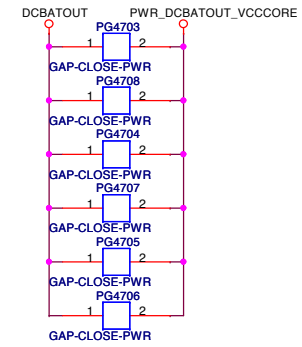 DCBATOUT PWR_DCBATOUT_VCCCORE
PG4703
1 2
GAP-CLOSE-PWR
PG4708
1 2
GAP-CLOSE-PWR
PG4704
1 2
GAP-CLOSE-PWR
PG4707
1 2
GAP-CLOSE-PWR
PG4705
1 2
GAP-CLOSE-PWR
PG4706
1 2
GAP-CLOSE-PWR